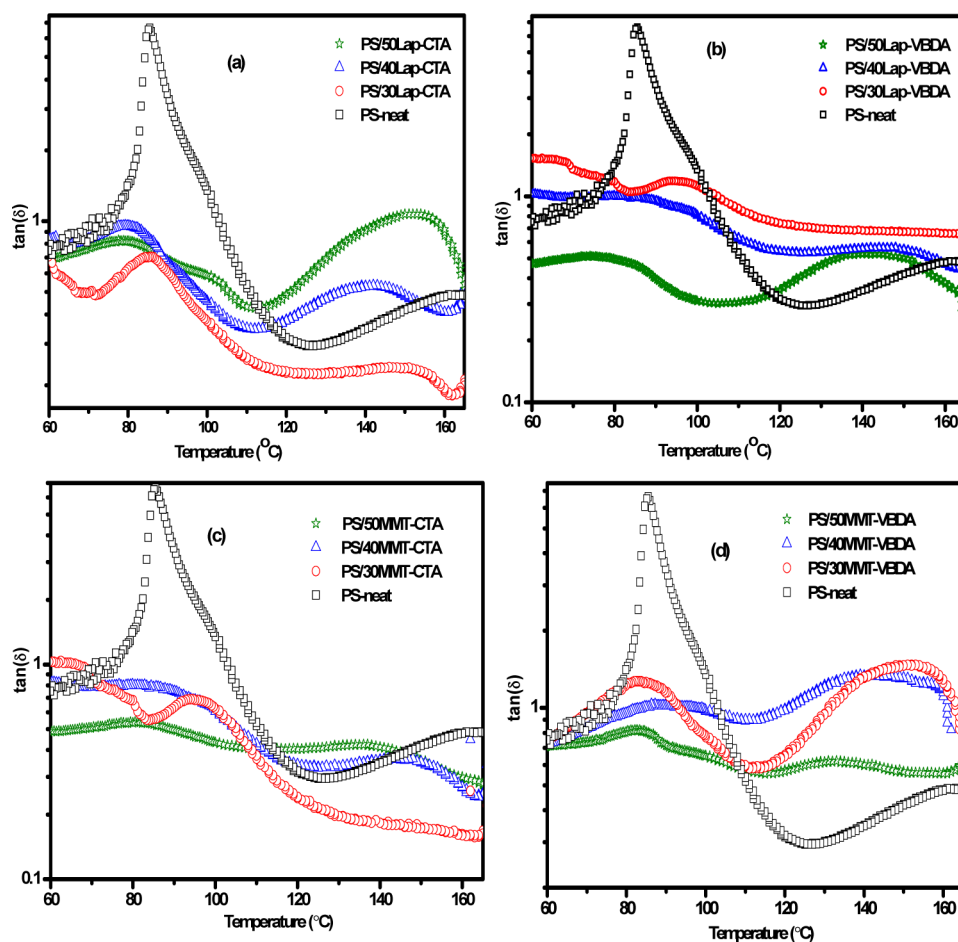 (a)
PS/50Lap-CTA
PS/40Lap-CTA
PS/30Lap-CTA
PS-neat
tan(δ)
1
60 80 100 120 140 160
Temperature (°C)
(b)
PS/50Lap-VBDA
PS/40Lap-VBDA
PS/30Lap-VBDA
PS-neat
tan(δ)
1
0.1
60 80 100 120 140 160
Temperature (°C)
(c)
PS/50MMT-CTA
PS/40MMT-CTA
PS/30MMT-CTA
PS-neat
tan(δ)
1
0.1
60 80 100 120 140 160
Temperature (°C)
(d)
PS/50MMT-VBDA
PS/40MMT-VBDA
PS/30MMT-VBDA
PS-neat
tan(δ)
1
60 80 100 120 140 160
Temperature (°C)